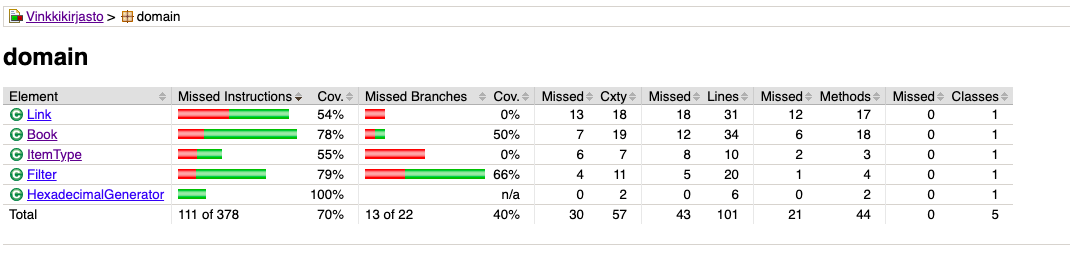 Vinkkikirjasto > domain
domain
Element Missed Instructions Cov. Missed Branches Cov. Missed Cxty Missed Lines Missed Methods Missed Classes
Link 54% 0% 13 18 18 31 12 17 0 1
Book 78% 50% 7 19 12 34 6 18 0 1
ItemType 55% 0% 6 7 8 10 2 3 0 1
Filter 79% 66% 4 11 5 20 1 4 0 1
HexadecimalGenerator 100% n/a 0 2 0 6 0 2 0 1
Total 111 of 378 70% 13 of 22 40% 30 57 43 101 21 44 0 5